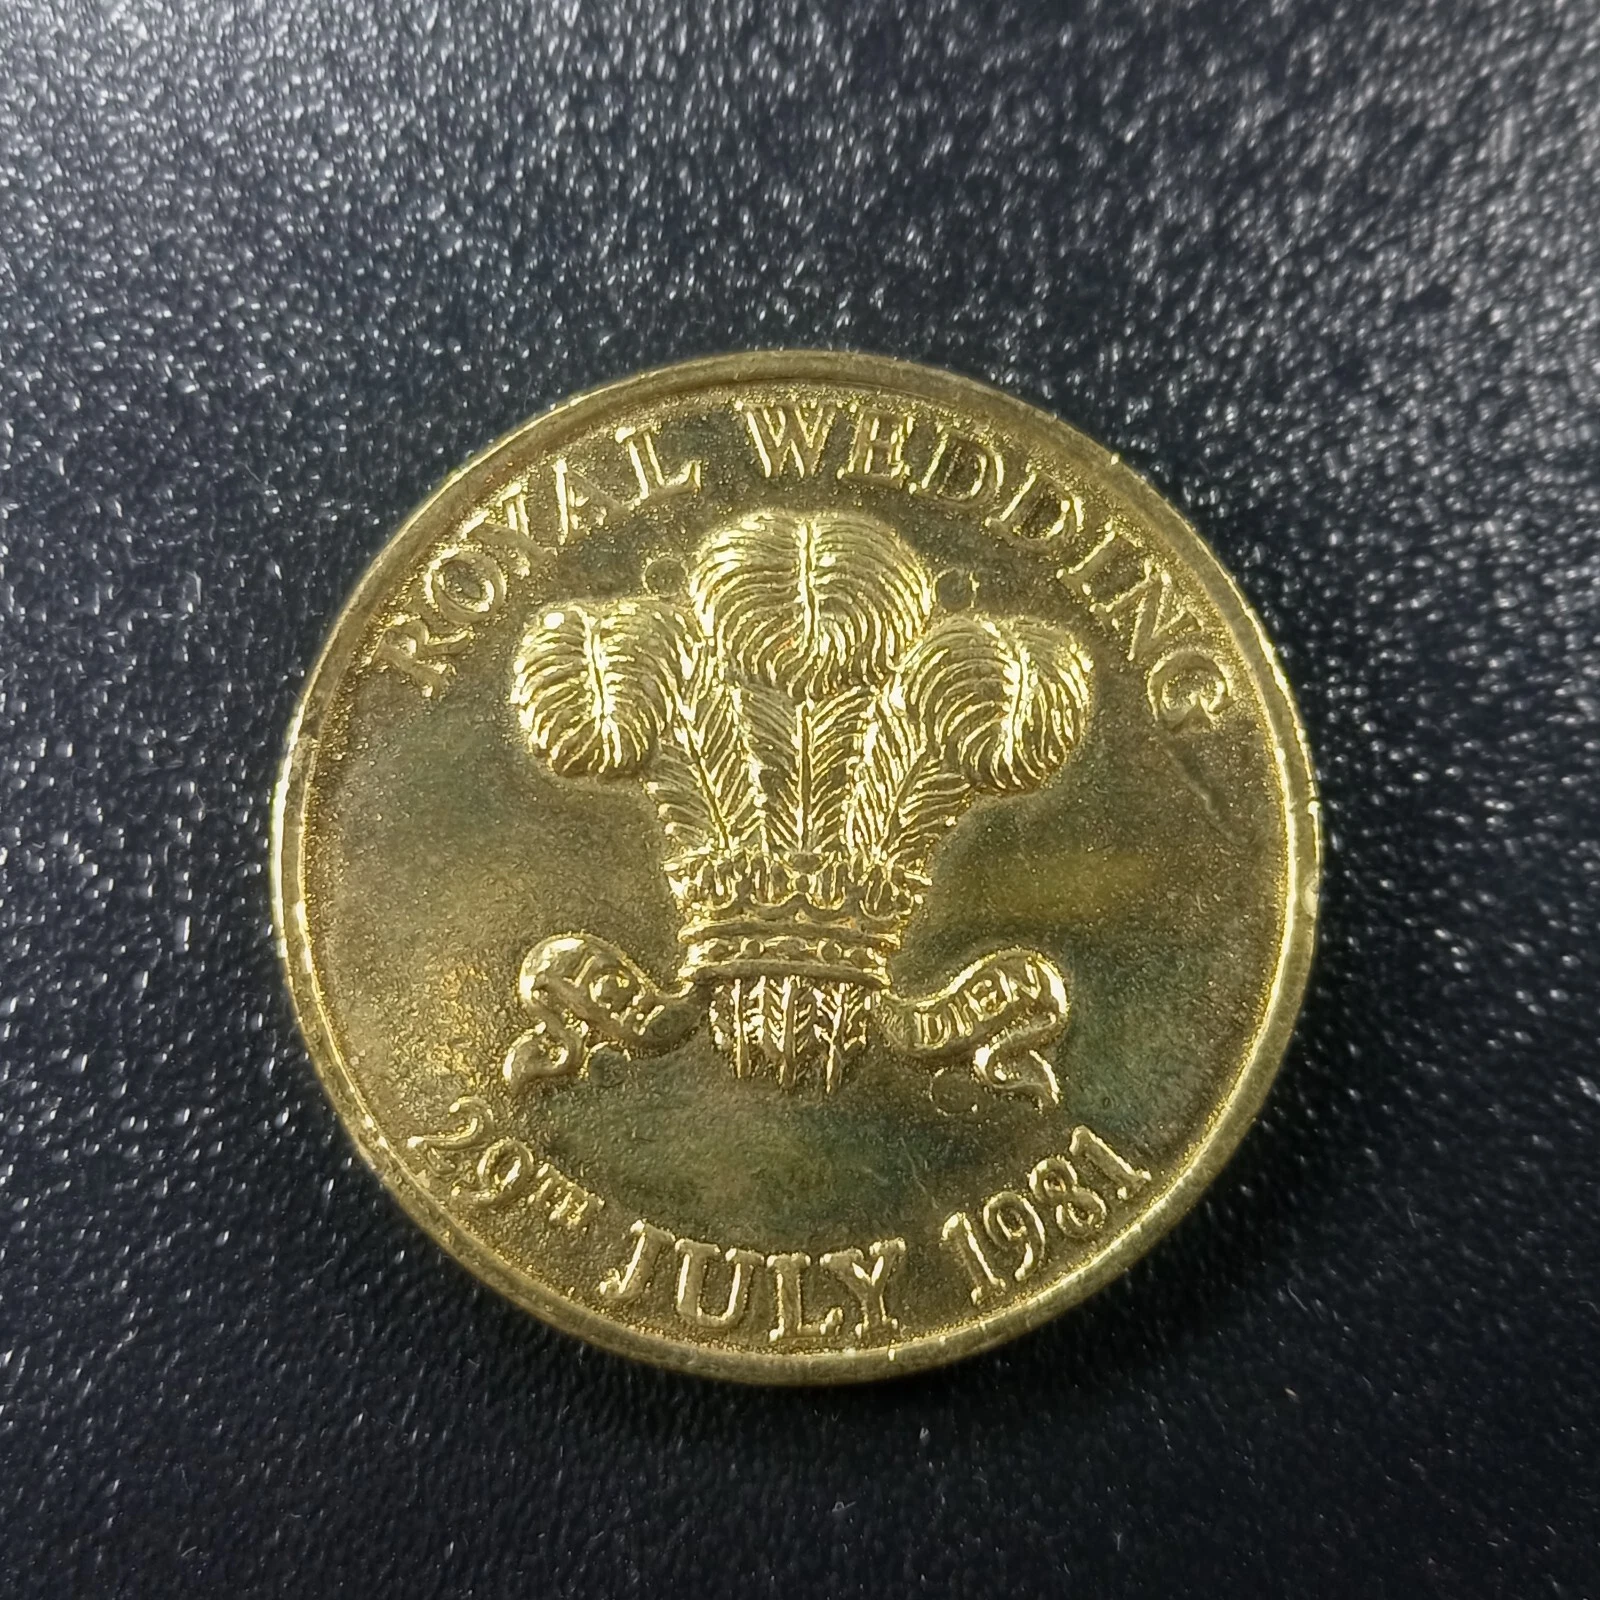 ROYAL WEDDING
ICH DIEN
29TH JULY 1981